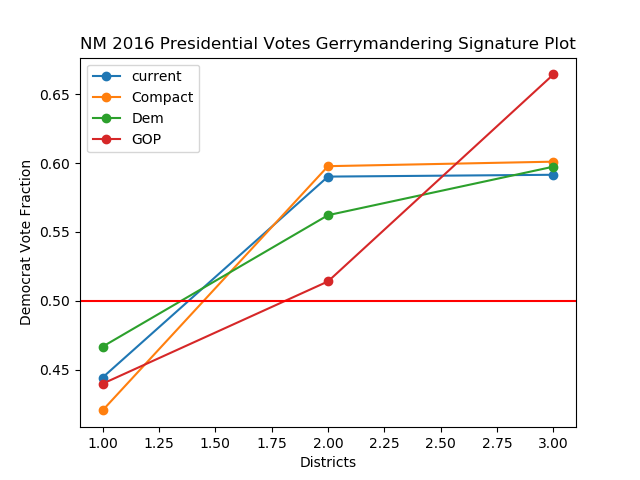 NM 2016 Presidential Votes Gerrymandering Signature Plot
current
Compact
Dem
GOP
Democrat Vote Fraction
0.65
0.60
0.55
0.50
0.45
1.00 1.25 1.50 1.75 2.00 2.25 2.50 2.75 3.00
Districts